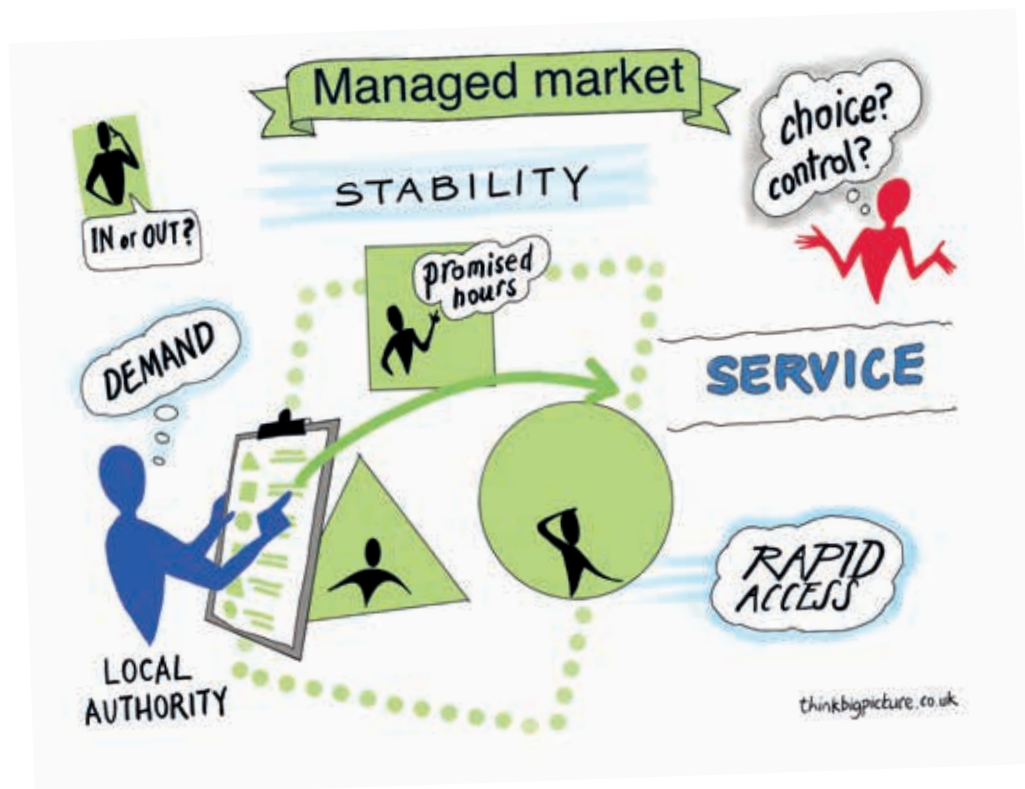 Managed market
STABILITY
choice?
control?
IN or OUT?
promised
hours
DEMAND
SERVICE
RAPID
ACCESS
LOCAL
AUTHORITY
thinkbigpicture.co.uk